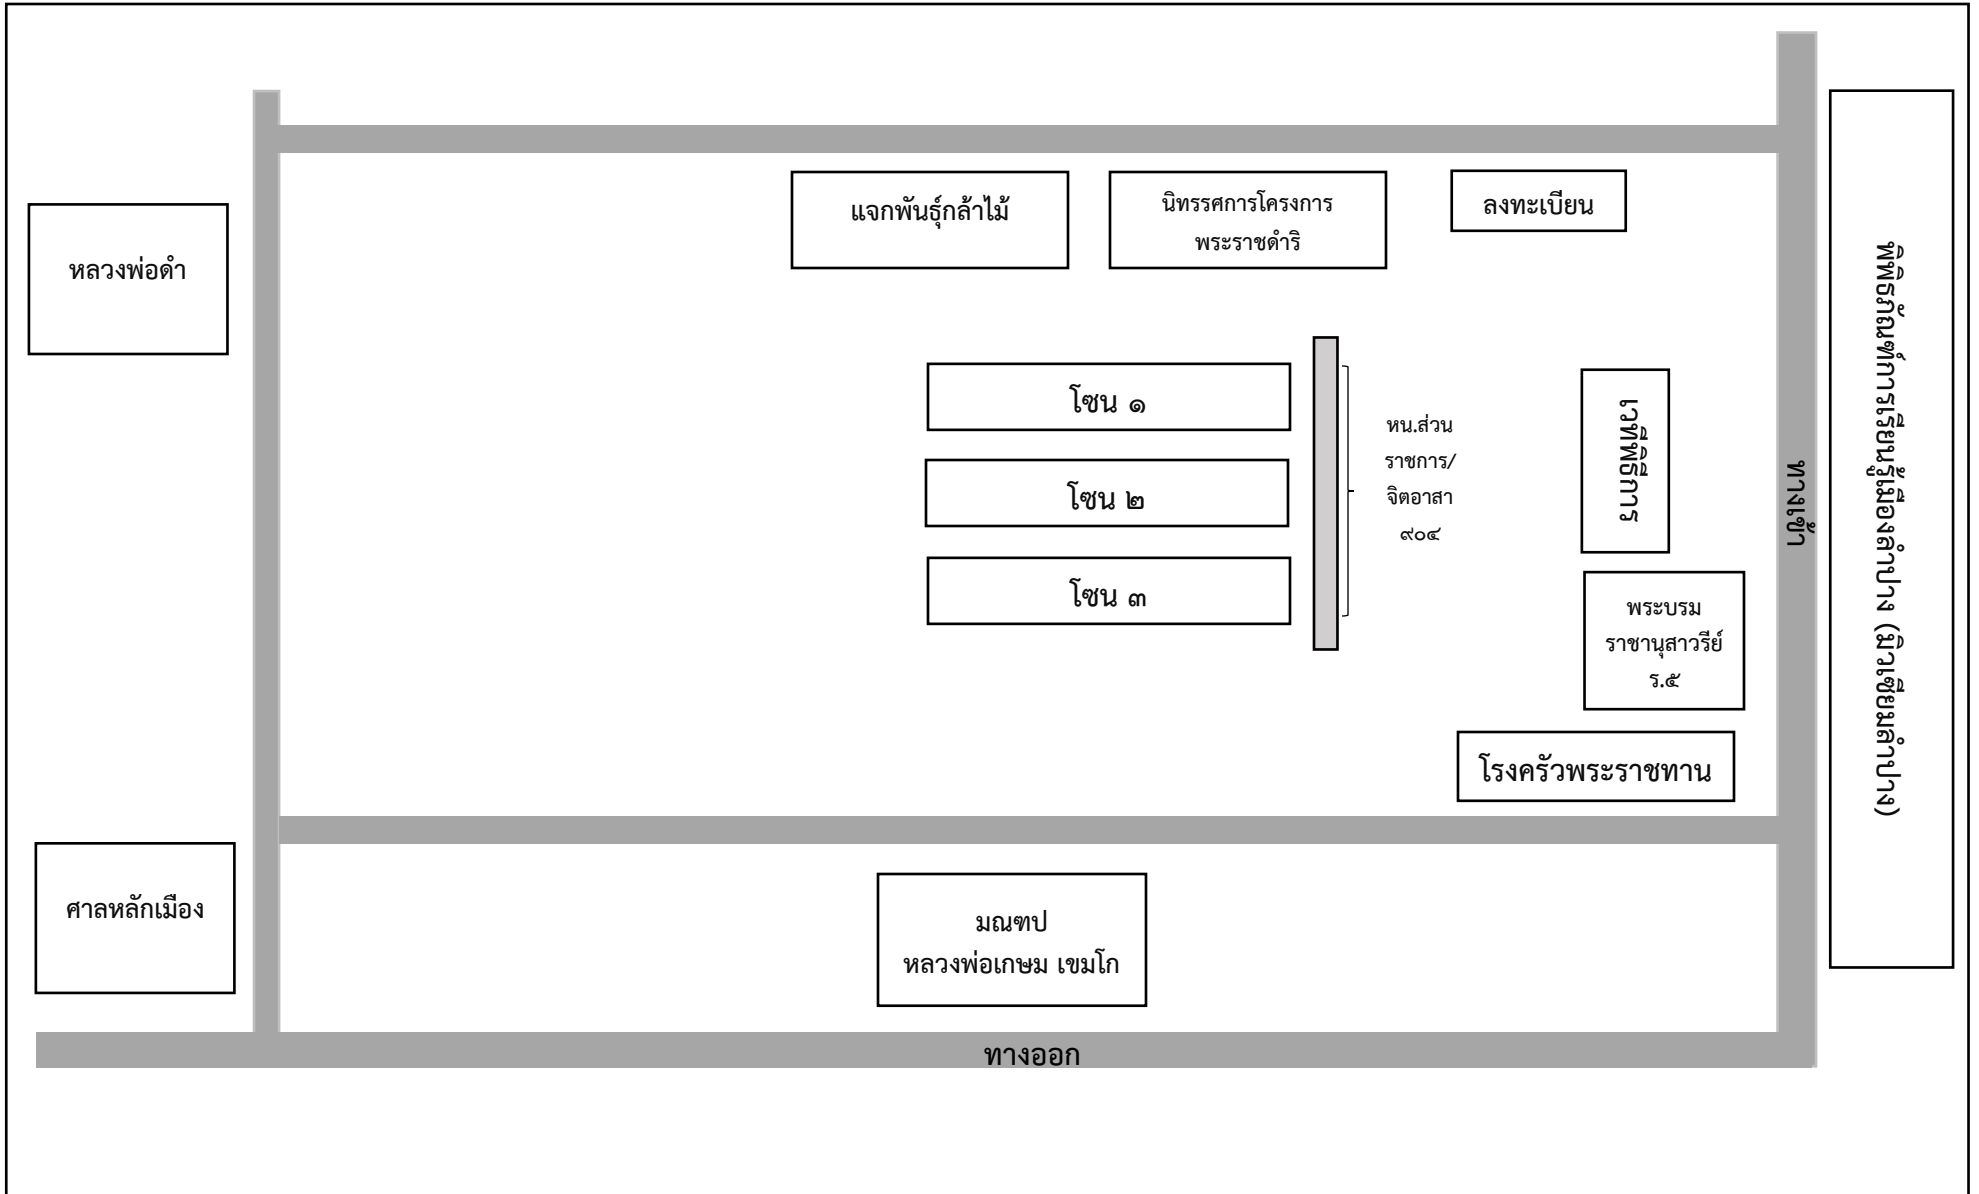 แจกพันธุ์กล้าไม้
นิทรรศการโครงการ
พระราชดำริ
ลงทะเบียน
หลวงพ่อดำ
โซน ๑
โซน ๒
โซน ๓
หน.ส่วน
ราชการ/
จิตอาสา
๙๐๔
เวทีพิธีการ
ทางเข้า
พิพิธภัณฑ์การเรียนรู้เมืองลำปาง (มิวเซียมลำปาง)
พระบรม
ราชานุสาวรีย์
ร.๕
โรงครัวพระราชทาน
ศาลหลักเมือง
มณฑป
หลวงพ่อเกษม เขมโก
ทางออก